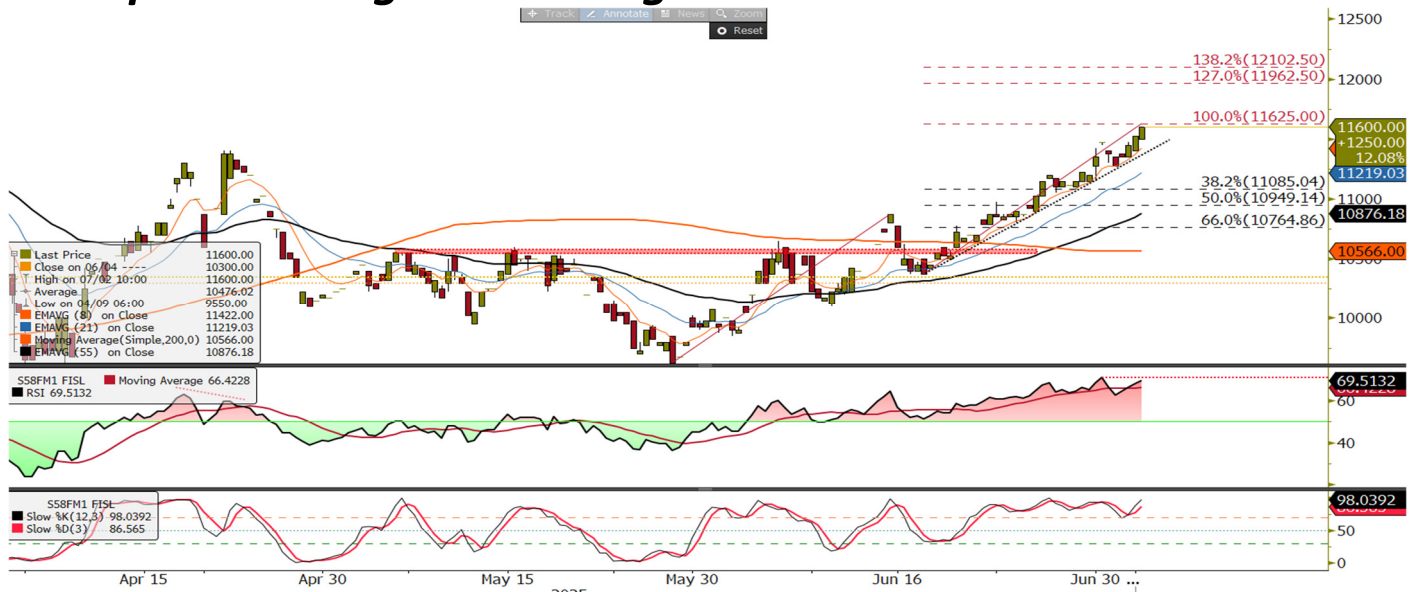 Track Annotate News Zoom
Reset
12500
138.2%(12102.50)
127.0%(11962.50)
12000
100.0%(11625.00)
11600.00
+1250.00
12.08%
11219.03
38.2%(11085.04)
11000
50.0%(10949.14)
10876.18
66.0%(10764.86)
10566.00
10000
Last Price 11600.00
Close on 06/04 ---- 10300.00
High on 07/02 10:00 11600.00
Average 10476.02
Low on 04/09 06:00 9550.00
EMAVG (8) on Close 11422.00
EMAVG (21) on Close 11219.03
Moving Average(Simple,200,0) 10566.00
EMAVG (55) on Close 10876.18
S58FM1 FISL Moving Average 66.4228
RSI 69.5132
69.5132
60
40
S58FM1 FISL
Slow %K(12,3) 98.0392
Slow %D(3) 86.565
98.0392
50
0
Apr 15 Apr 30 May 15 May 30 Jun 16 Jun 30 ...